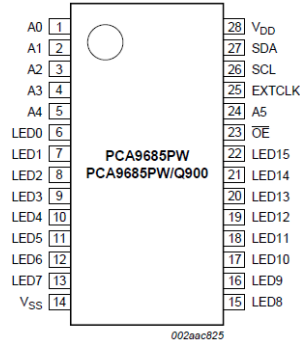 A0 1
A1 2
A2 3
A3 4
A4 5
LED0 6
LED1 7
LED2 8
LED3 9
LED4 10
LED5 11
LED6 12
LED7 13
VSS 14
PCA9685PW
PCA9685PW/Q900
28 VDD
27 SDA
26 SCL
25 EXTCLK
24 A5
23 OE
22 LED15
21 LED14
20 LED13
19 LED12
18 LED11
17 LED10
16 LED9
15 LED8
002aac825